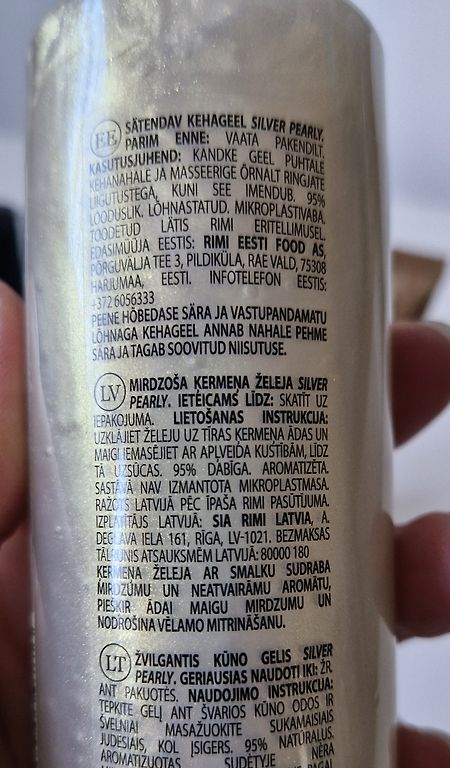 EE SÄTENDAV KEHAGEEL SILVER PEARLY.
PARIM ENNE: VAATA PAKENDILT.
KASUTUSJUHEND: KANDKE GEEL PUHTALE
KEHANAHALE JA MASSEERIGE ÕRNALT RINGJATE
LIIGUTUSTEGA, KUNI SEE IMENDUB. 95%
LOODUSLIK. LÕHNASTATUD. MIKROPLASTIVABA.
TOODETUD LÄTIS RIMI ERITELLIMUSEL.
EDASIMÜÜJA EESTIS: RIMI EESTI FOOD AS,
PÕRGUVÄLJA TEE 3, PILDIKÜLA, RAE VALD, 75308
HARJUMAA, EESTI. INFOTELEFON EESTIS:
+372 6056333
PEENE HÕBEDASE SÄRA JA VASTUPANDAMATU
LÕHNAGA KEHAGEEL ANNAB NAHALE PEHME
SÄRA JA TAGAB SOOVITUD NIISUTUSE.
LV MIRDZOŠA ĶERMEŅA ŽELEJA SILVER
PEARLY. IETEICAMS LĪDZ: SKATĪT UZ
IEPAKOJUMA. LIETOŠANAS INSTRUKCIJA:
UZKLĀJIET ŽELEJU UZ TĪRAS ĶERMEŅA ĀDAS UN
MAIGI IEMASĒJIET AR APĻVEIDA KUSTĪBĀM, LĪDZ
TĀ UZSŪCAS. 95% DABĪGA. AROMATIZĒTA.
SASTĀVĀ NAV IZMANTOTA MIKROPLASTMASA.
RAŽOTS LATVIJĀ PĒC ĪPAŠA RIMI PASŪTĪJUMA.
IZPLATĪTĀJS LATVIJĀ: SIA RIMI LATVIA, A.
DEGLAVA IELA 161, RĪGA, LV-1021. BEZMAKSAS
TĀLRUNIS ATSAUKSMĒM LATVIJĀ: 80000 180
ĶERMEŅA ŽELEJA AR SMALKU SUDRABA
MIRDZUMU UN NEATVAIRĀMU AROMĀTU,
PIEŠĶIR ĀDAI MAIGU MIRDZUMU UN
NODROŠINA VĒLAMO MITRINĀŠANU.
LT ŽVILGANTIS KŪNO GELIS SILVER
PEARLY. GERIAUSIAS NAUDOTI IKI: ŽR.
ANT PAKUOTĖS. NAUDOJIMO INSTRUKCIJA:
TEPKITE GELĮ ANT ŠVARIOS KŪNO ODOS IR
ŠVELNIAI MASAŽUOKITE SUKAMAISIAIS
JUDESIAIS, KOL ĮSIGERS. 95% NATŪRALUS.
AROMATIZUOTAS. SUDĖTYJE NĖRA